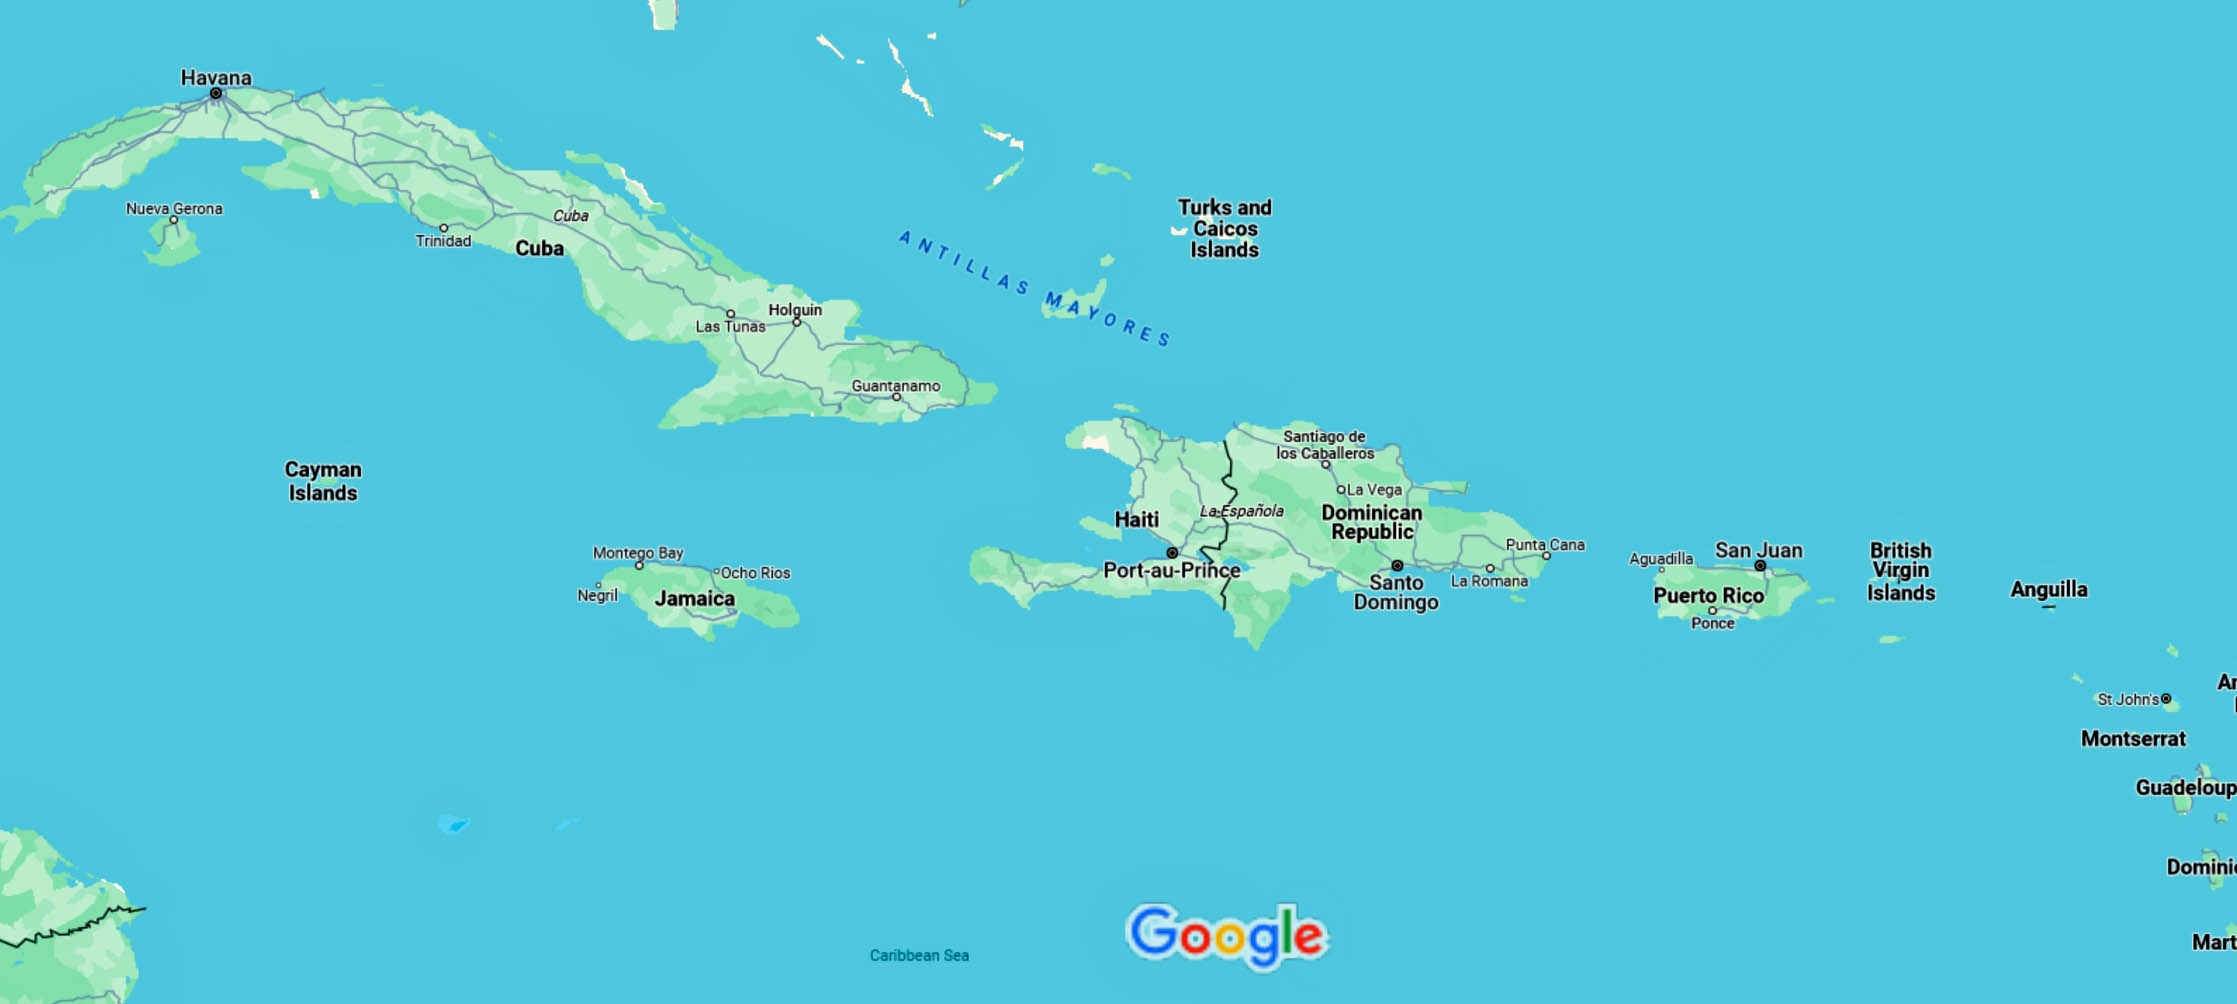 Havana
Nueva Gerona
Trinidad
Cuba
Cuba
Turks and
Caicos
Islands
ANTILLAS MAYORES
Holguin
Las Tunas
Guantanamo
Cayman
Islands
Santiago de
los Caballeros
La Vega
La Española
Haiti
Dominican
Republic
Port-au-Prince
Santo
Domingo
La Romana
Punta Cana
Montego Bay
Ocho Rios
Negril
Jamaica
Aguadilla
San Juan
Puerto Rico
Ponce
British
Virgin
Islands
Anguilla
St John's
Montserrat
Guadeloup
Domini
Mart
Caribbean Sea
Google